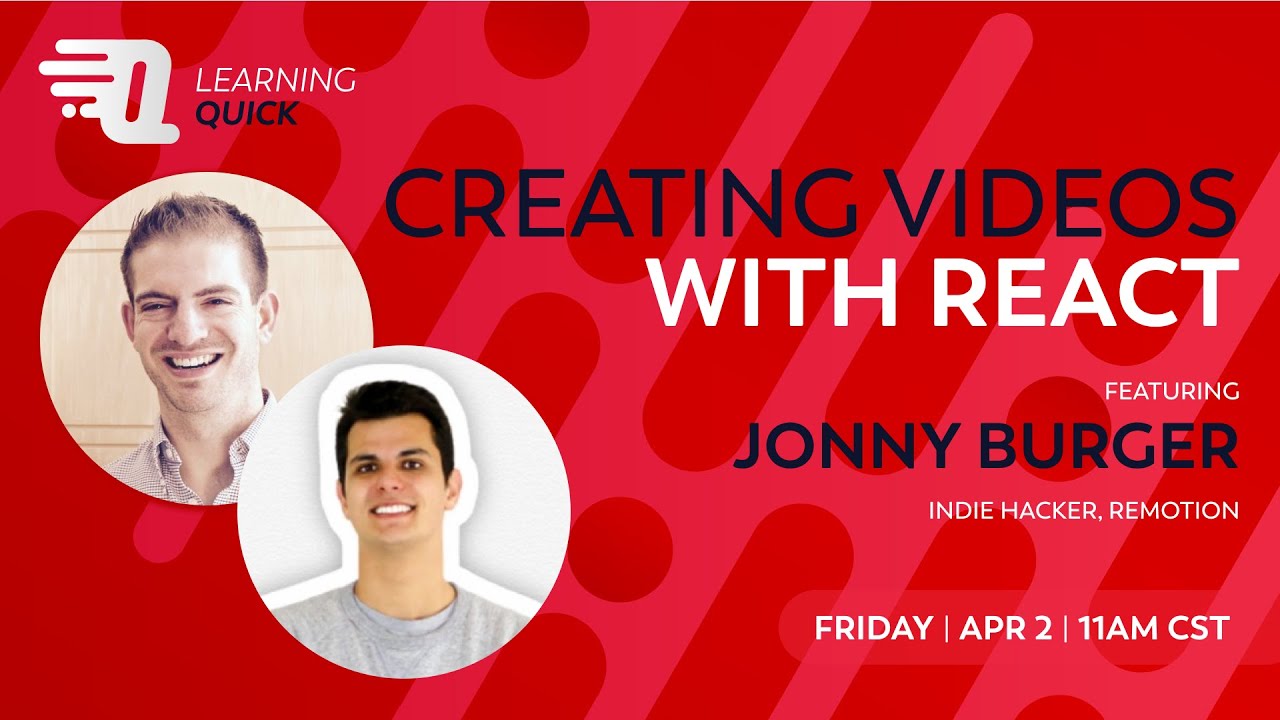 LEARNING
QUICK
CREATING VIDEOS
WITH REACT
FEATURING
JONNY BURGER
INDIE HACKER, REMOTION
FRIDAY | APR 2 | 11AM CST